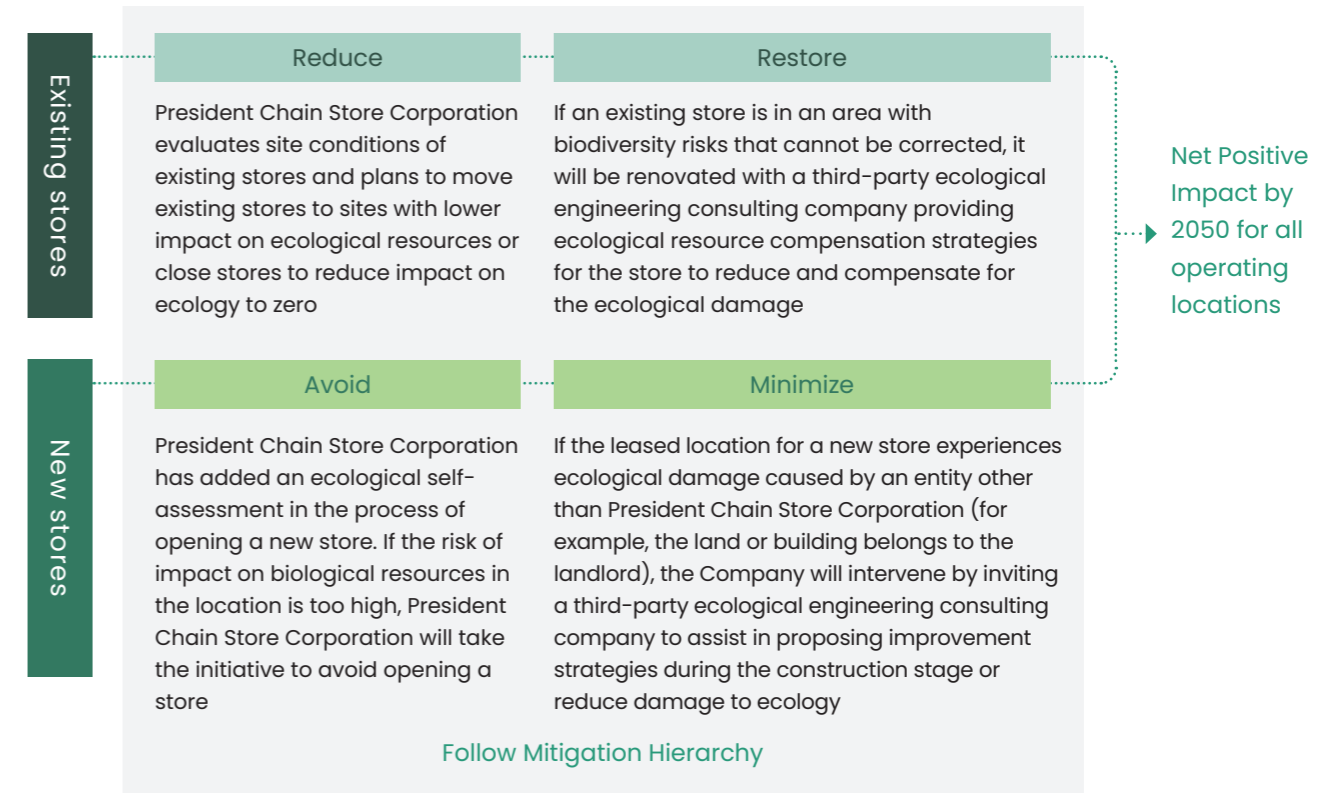 Existing stores
Reduce
President Chain Store Corporation
evaluates site conditions of
existing stores and plans to move
existing stores to sites with lower
impact on ecological resources or
close stores to reduce impact on
ecology to zero
Restore
If an existing store is in an area with
biodiversity risks that cannot be corrected, it
will be renovated with a third-party ecological
engineering consulting company providing
ecological resource compensation strategies
for the store to reduce and compensate for
the ecological damage
New stores
Avoid
President Chain Store Corporation
has added an ecological self-
assessment in the process of
opening a new store. If the risk of
impact on biological resources in
the location is too high, President
Chain Store Corporation will take
the initiative to avoid opening a
store
Minimize
If the leased location for a new store experiences
ecological damage caused by an entity other
than President Chain Store Corporation (for
example, the land or building belongs to the
landlord), the Company will intervene by inviting
a third-party ecological engineering consulting
company to assist in proposing improvement
strategies during the construction stage or
reduce damage to ecology
Follow Mitigation Hierarchy
Net Positive
Impact by
2050 for all
operating
locations